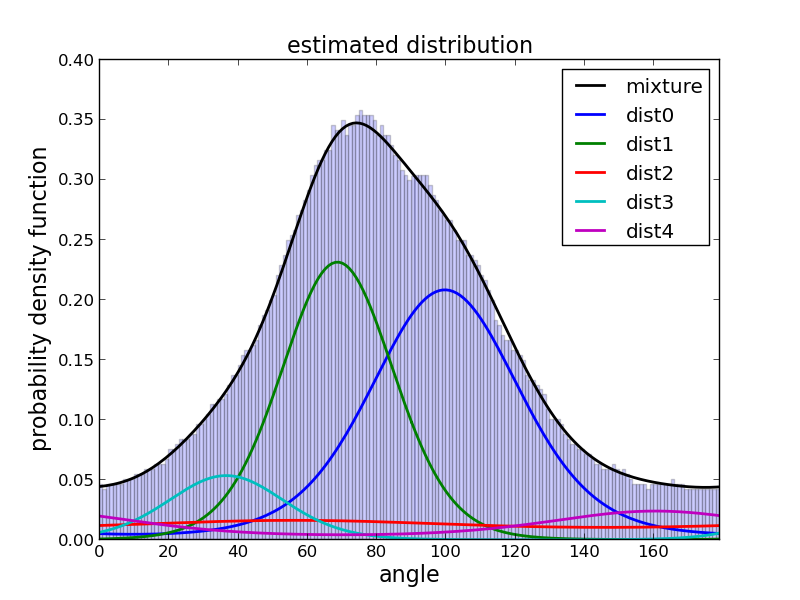 estimated distribution
probability density function
0.40
0.35
0.30
0.25
0.20
0.15
0.10
0.05
0.00
mixture
dist0
dist1
dist2
dist3
dist4
0 20 40 60 80 100 120 140 160
angle